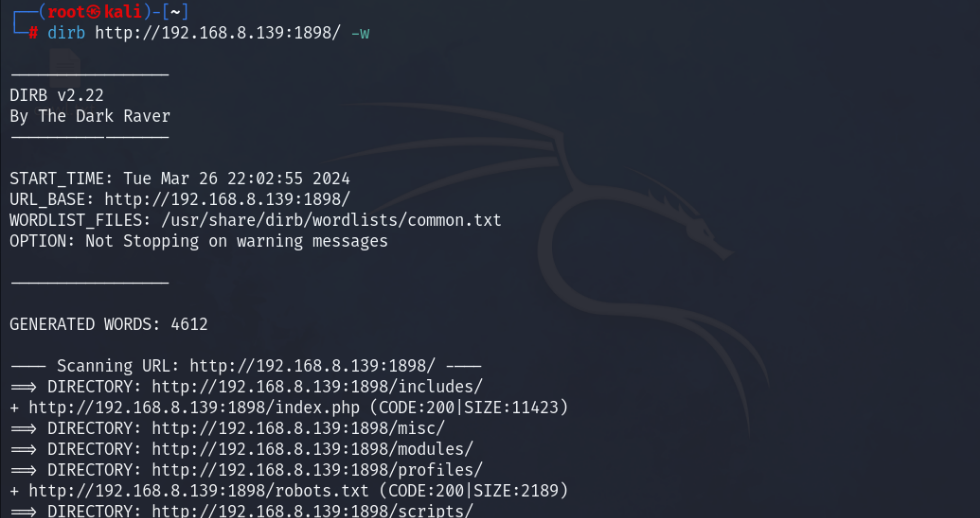 ┌──(root㉿kali)-[~]
└─# dirb http://192.168.8.139:1898/ -w
-----------------
DIRB v2.22
By The Dark Raver
-----------------
START_TIME: Tue Mar 26 22:02:55 2024
URL_BASE: http://192.168.8.139:1898/
WORDLIST_FILES: /usr/share/dirb/wordlists/common.txt
OPTION: Not Stopping on warning messages
-----------------
GENERATED WORDS: 4612
---- Scanning URL: http://192.168.8.139:1898/ ----
==> DIRECTORY: http://192.168.8.139:1898/includes/
+ http://192.168.8.139:1898/index.php (CODE:200|SIZE:11423)
==> DIRECTORY: http://192.168.8.139:1898/misc/
==> DIRECTORY: http://192.168.8.139:1898/modules/
==> DIRECTORY: http://192.168.8.139:1898/profiles/
+ http://192.168.8.139:1898/robots.txt (CODE:200|SIZE:2189)
==> DIRECTORY: http://192.168.8.139:1898/scripts/